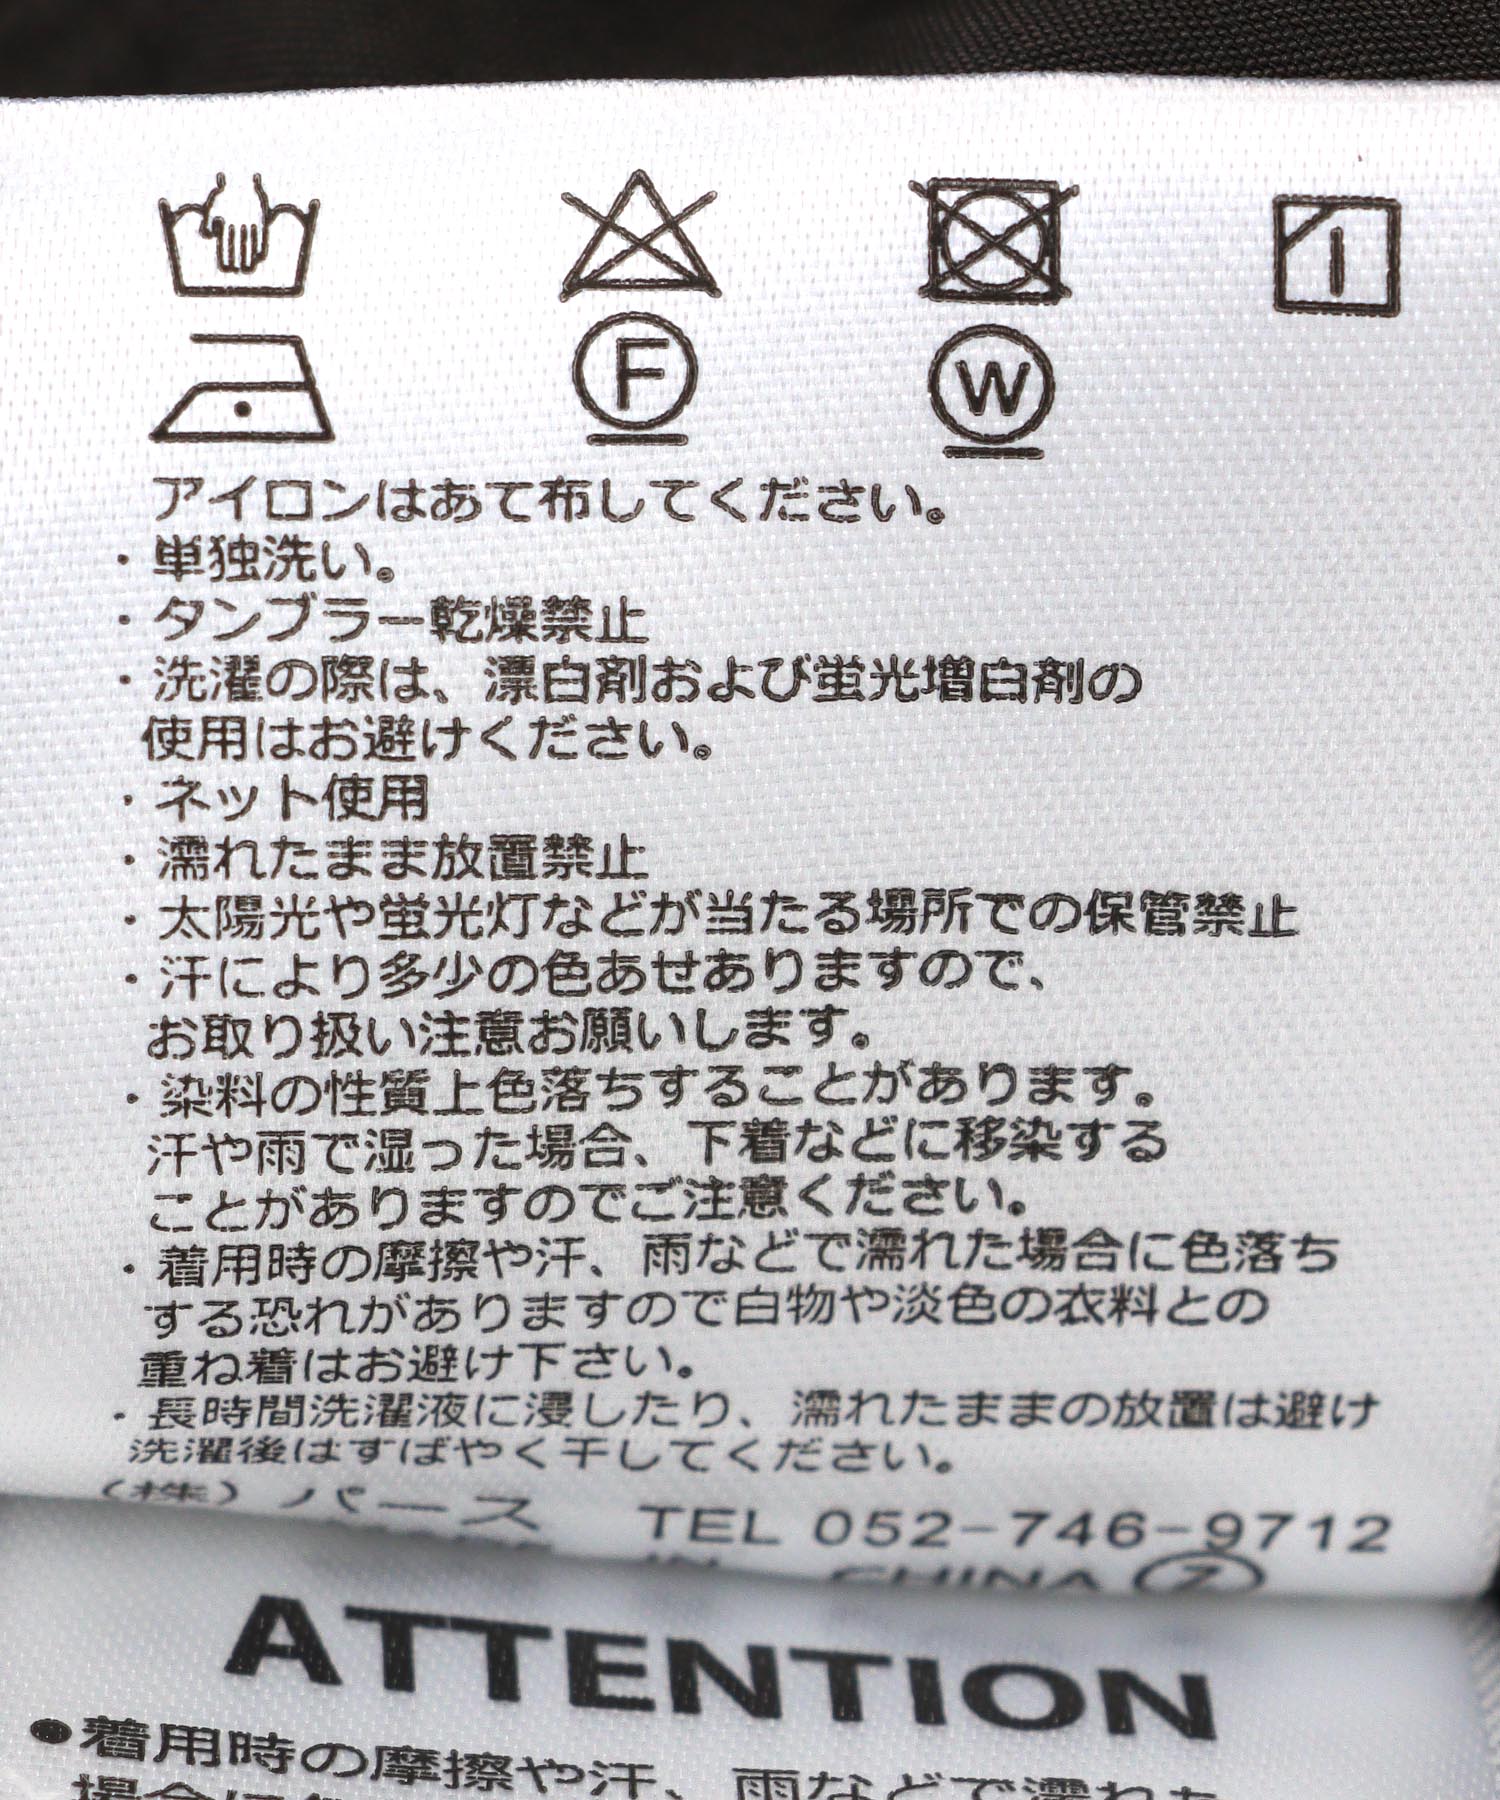 F
W
アイロンはあて布してください。
・単独洗い。
・タンブラー乾燥禁止
・洗濯の際は、漂白剤および蛍光増白剤の
使用はお避けください。
・ネット使用
・濡れたまま放置禁止
・太陽光や蛍光灯などが当たる場所での保管禁止
・汗により多少の色あせありますので、
お取り扱い注意お願いします。
・染料の性質上色落ちすることがあります。
汗や雨で湿った場合、下着などに移染する
ことがありますのでご注意ください。
・着用時の摩擦や汗、雨などで濡れた場合に色落ち
する恐れがありますので白物や淡色の衣料との
重ね着はお避け下さい。
・長時間洗濯液に浸したり、濡れたままの放置は避け
洗濯後はすばやく干してください。
(株)バース TEL 052-746-9712
IN CHINA
ATTENTION
●着用時の摩擦や汗、雨などで濡れた
場合に